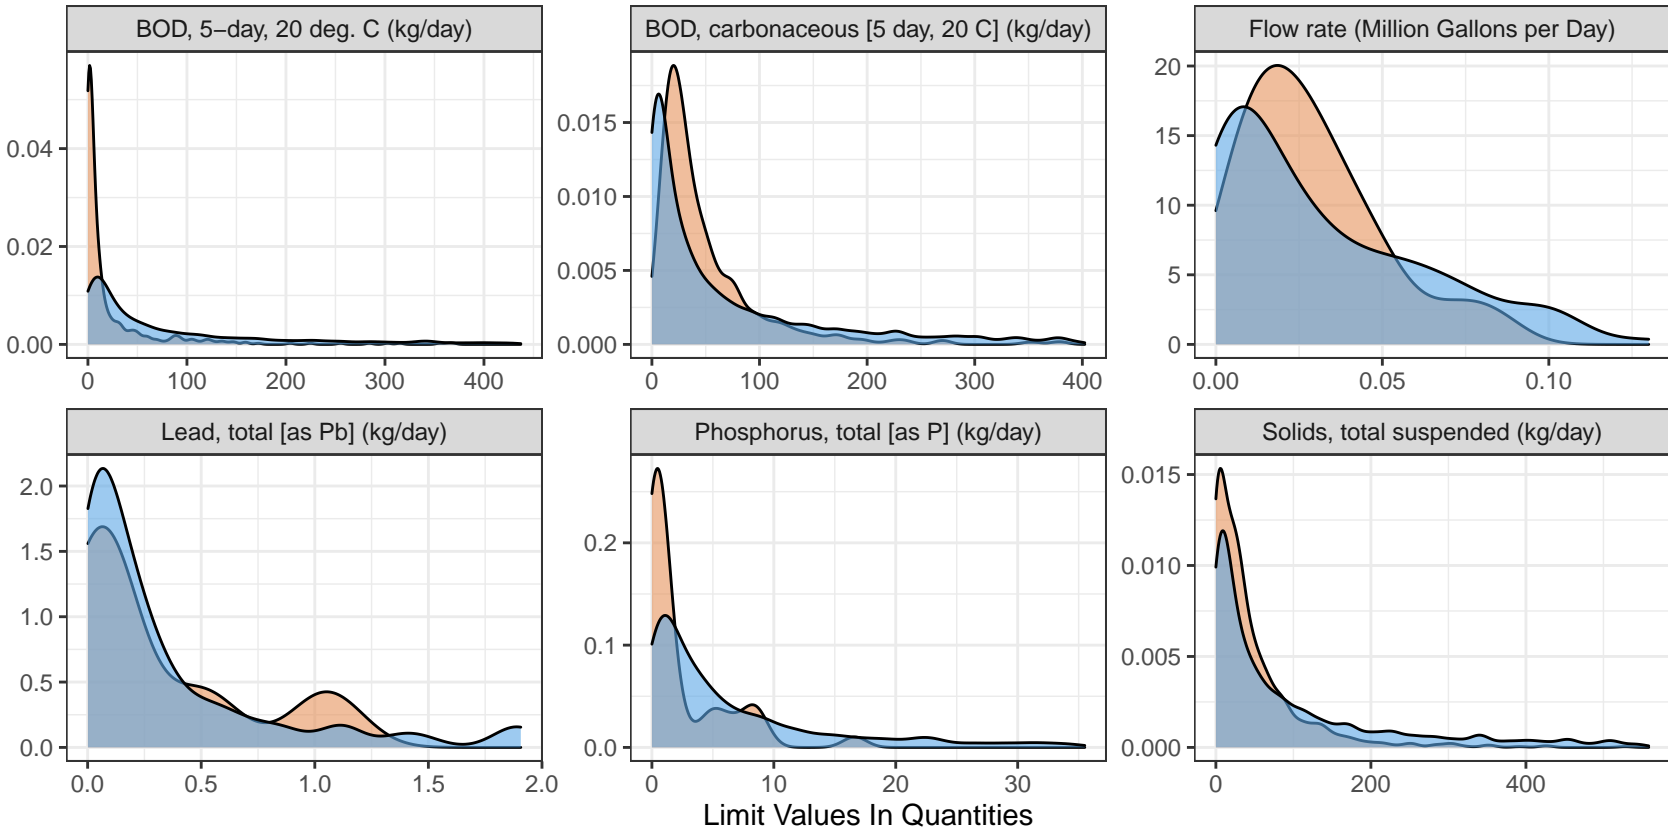 BOD, 5−day, 20 deg. C (kg/day)
0.04
0.02
0.00
0 100 200 300 400
BOD, carbonaceous [5 day, 20 C] (kg/day)
0.015
0.010
0.005
0.000
0 100 200 300 400
Flow rate (Million Gallons per Day)
20
15
10
5
0
0.00 0.05 0.10
Lead, total [as Pb] (kg/day)
2.0
1.5
1.0
0.5
0.0
0.0 0.5 1.0 1.5 2.0
Phosphorus, total [as P] (kg/day)
0.2
0.1
0.0
0 10 20 30
Solids, total suspended (kg/day)
0.015
0.010
0.005
0.000
0 200 400
Limit Values In Quantities